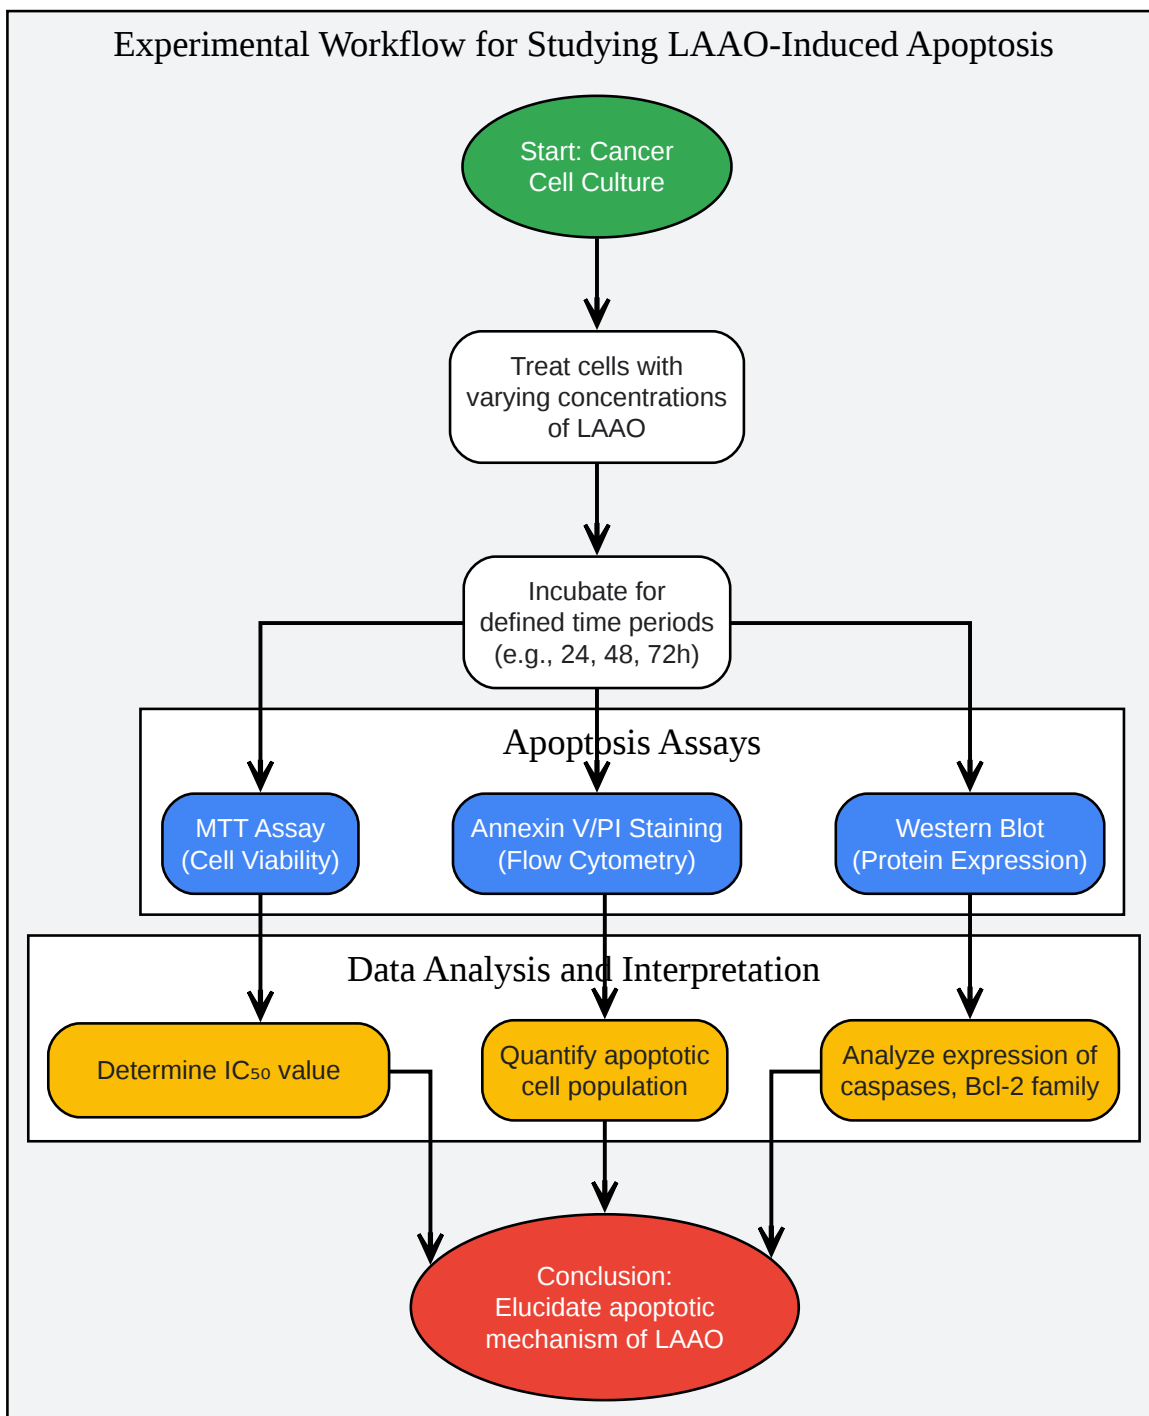 Experimental Workflow for Studying LAAO-Induced Apoptosis
Start: Cancer
Cell Culture
Treat cells with
varying concentrations
of LAAO
Incubate for
defined time periods
(e.g., 24, 48, 72h)
Apoptosis Assays
MTT Assay
(Cell Viability)
Annexin V/PI Staining
(Flow Cytometry)
Western Blot
(Protein Expression)
Data Analysis and Interpretation
Determine IC₅₀ value
Quantify apoptotic
cell population
Analyze expression of
caspases, Bcl-2 family
Conclusion:
Elucidate apoptotic
mechanism of LAAO